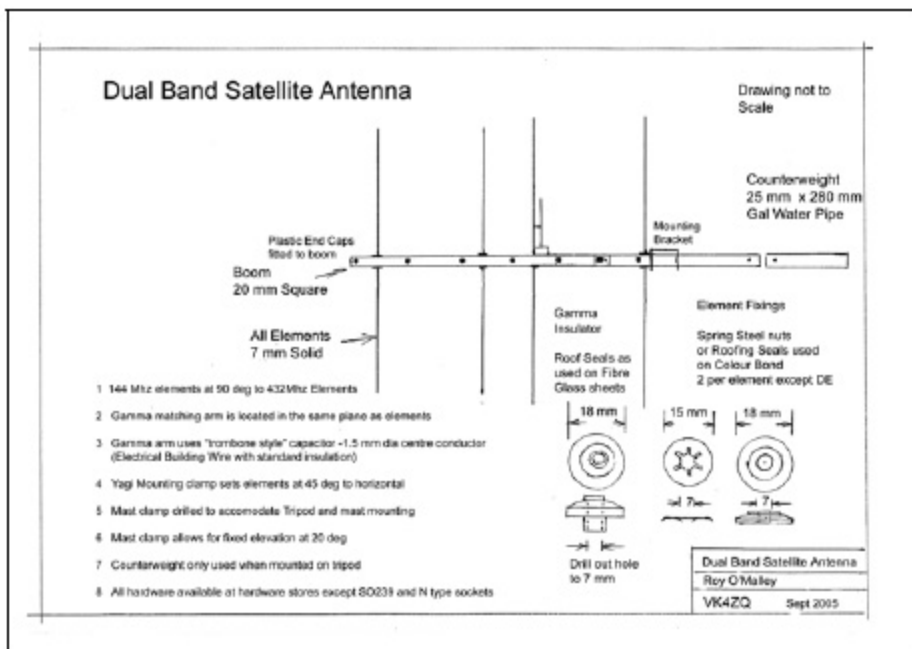 Dual Band Satellite Antenna
Drawing not to
Scale
Counterweight
25 mm x 280 mm
Gal Water Pipe
Mounting
Bracket
Plastic End Caps
fitted to boom
Boom
20 mm Square
All Elements
7 mm Solid
Gamma
Insulator
Roof Seals as
used on Fibre
Glass sheets
Element Fixings
Spring Steel nuts
or Roofing Seals used
on Colour Bond
2 per element except DE
18 mm
15 mm
18 mm
7
7
Drill out hole
to 7 mm
1 144 Mhz elements at 90 deg to 432Mhz Elements
2 Gamma matching arm is located in the same plane as elements
3 Gamma arm uses "trombone style" capacitor -1.5 mm dia centre conductor
(Electrical Building Wire with standard insulation)
4 Yagi Mounting clamp sets elements at 45 deg to horizontal
5 Mast clamp drilled to accomodate Tripod and mast mounting
6 Mast clamp allows for fixed elevation at 20 deg
7 Counterweight only used when mounted on tripod
8 All hardware available at hardware stores except SO239 and N type sockets
Dual Band Satellite Antenna
Roy O'Malley
VK4ZQ Sept 2005